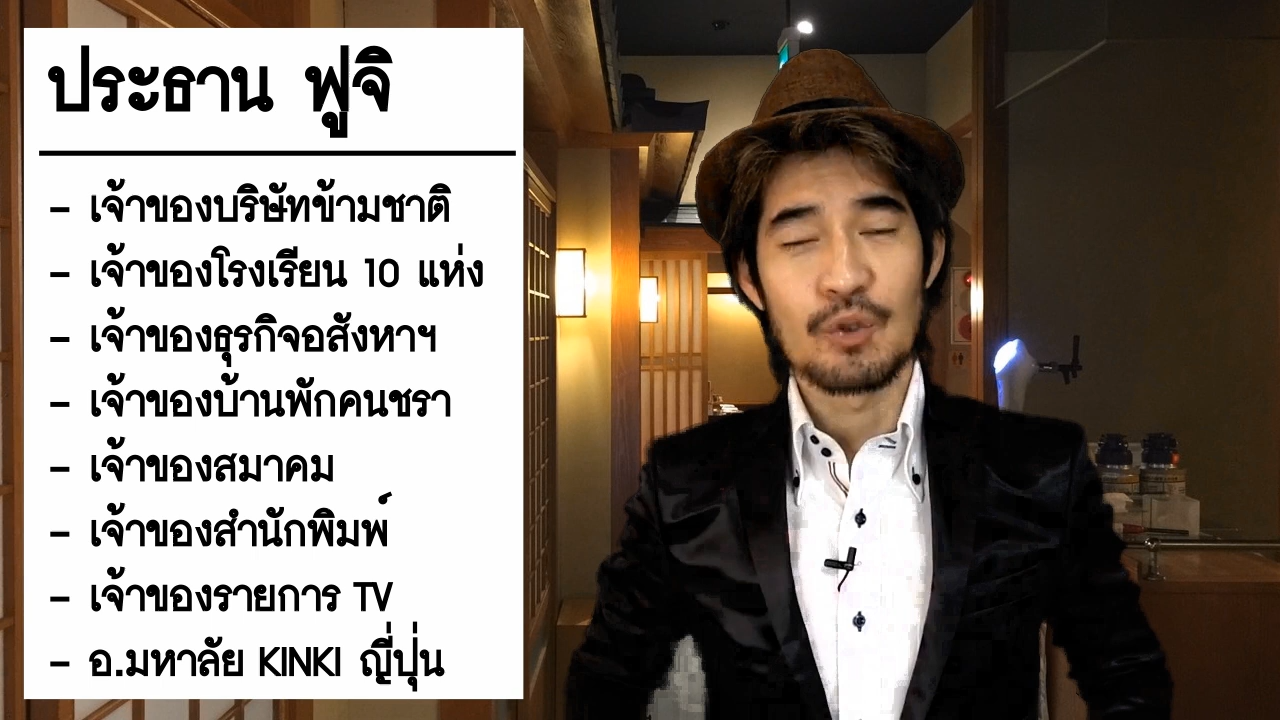 ประธาน ฟูจิ
- เจ้าของบริษัทข้ามชาติ
- เจ้าของโรงเรียน 10 แห่ง
- เจ้าของธุรกิจอสังหาฯ
- เจ้าของบ้านพักคนชรา
- เจ้าของสมาคม
- เจ้าของสำนักพิมพ์
- เจ้าของรายการ TV
- อ.มหาลัย KINKI ญี่ปุ่น